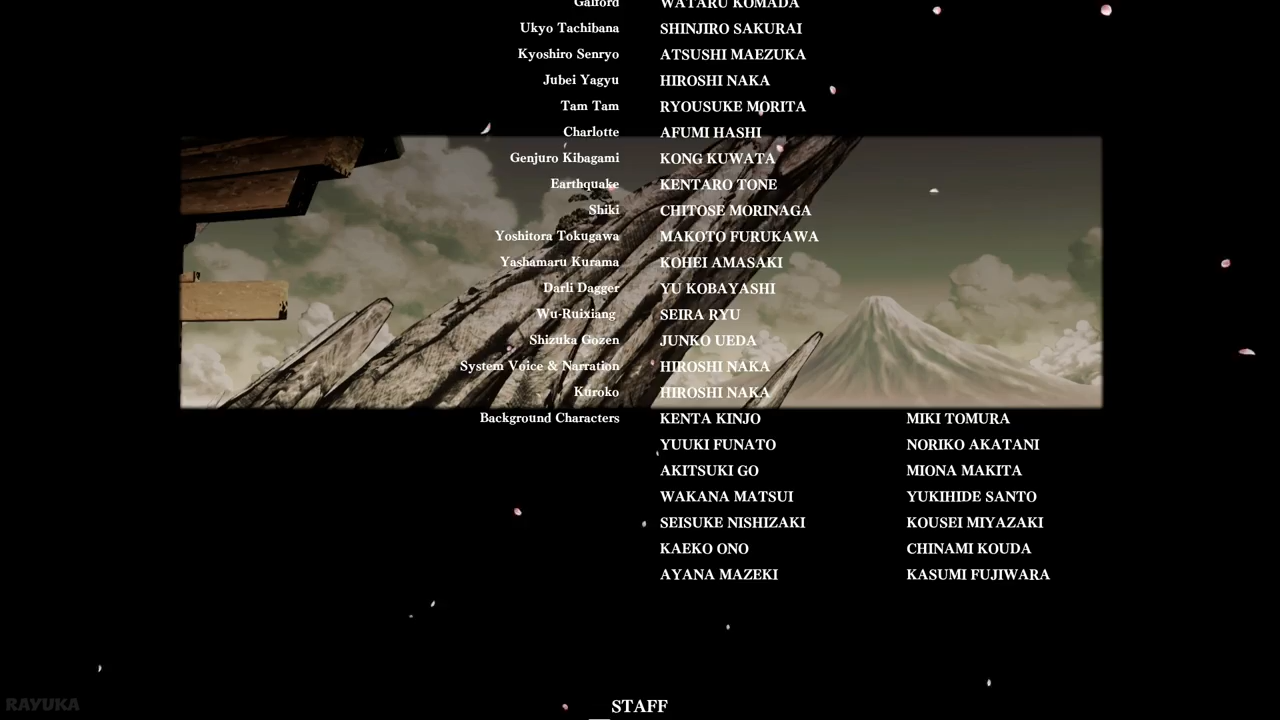 Galford WATARU KOMADA
Ukyo Tachibana SHINJIRO SAKURAI
Kyoshiro Senryo ATSUSHI MAEZUKA
Jubei Yagyu HIROSHI NAKA
Tam Tam RYOUSUKE MORITA
Charlotte AFUMI HASHI
Genjuro Kibagami KONG KUWATA
Earthquake KENTARO TONE
Shiki CHITOSE MORINAGA
Yoshitora Tokugawa MAKOTO FURUKAWA
Yashamaru Kurama KOHEI AMASAKI
Darli Dagger YU KOBAYASHI
Wu-Ruixiang SEIRA RYU
Shizuka Gozen JUNKO UEDA
System Voice & Narration HIROSHI NAKA
Kuroko HIROSHI NAKA
Background Characters KENTA KINJO MIKI TOMURA
YUUKI FUNATO NORIKO AKATANI
AKITSUKI GO MIONA MAKITA
WAKANA MATSUI YUKIHIDE SANTO
SEISUKE NISHIZAKI KOUSEI MIYAZAKI
KAEKO ONO CHINAMI KOUDA
AYANA MAZEKI KASUMI FUJIWARA
STAFF
RAYUKA